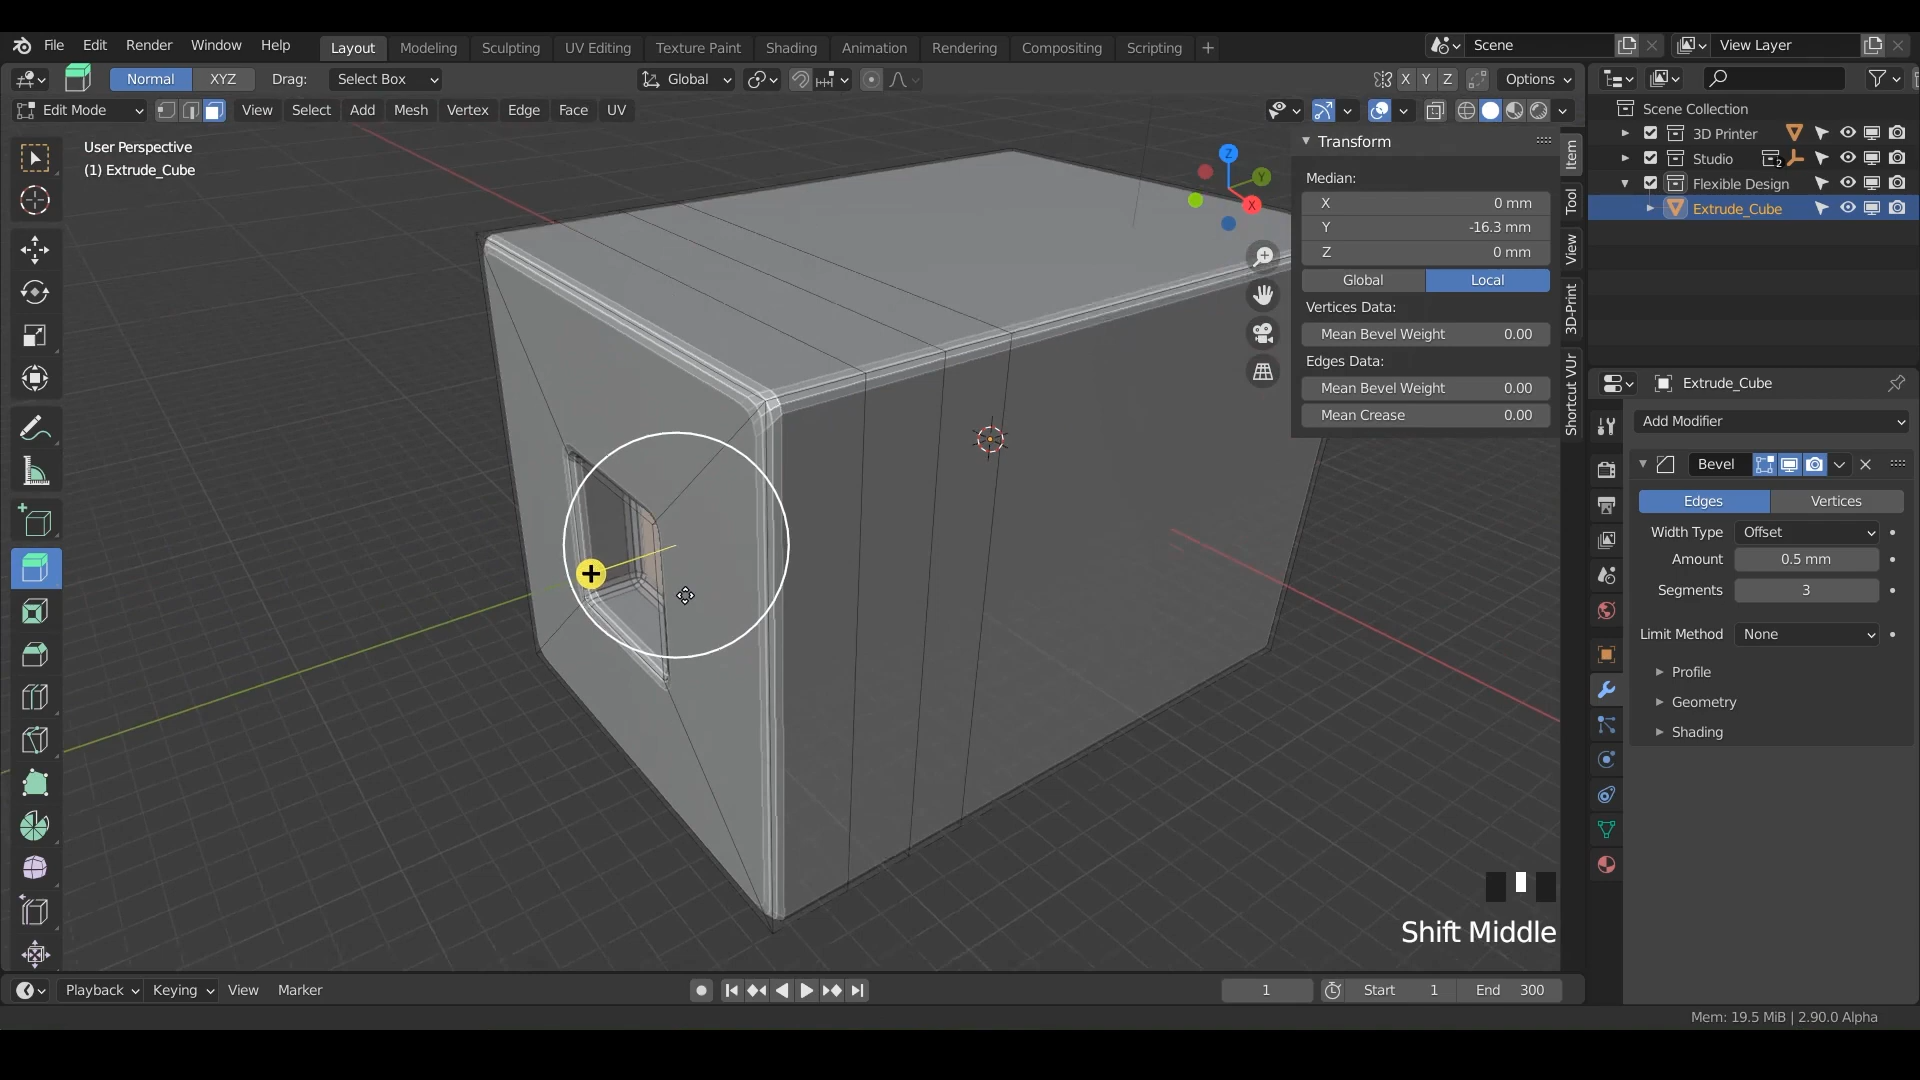 File Edit Render Window Help Layout Modeling Sculpting UV Editing Texture Paint Shading Animation Rendering Compositing Scripting + Scene View Layer
Normal XYZ Drag: Select Box Global X Y Z Options
Edit Mode View Select Add Mesh Vertex Edge Face UV
User Perspective
(1) Extrude_Cube
Z
Y
X
Transform
Median:
X 0 mm
Y -16.3 mm
Z 0 mm
Global Local
Vertices Data:
Mean Bevel Weight 0.00
Edges Data:
Mean Bevel Weight 0.00
Mean Crease 0.00
Item
Tool
View
3D-Print
Shortcut VUr
Scene Collection
3D Printer
Studio 2
Flexible Design
Extrude_Cube
Extrude_Cube
Add Modifier
Bevel
Edges Vertices
Width Type Offset
Amount 0.5 mm
Segments 3
Limit Method None
Profile
Geometry
Shading
Shift Middle
Playback Keying View Marker 1 Start 1 End 300
Mem: 19.5 MiB | 2.90.0 Alpha